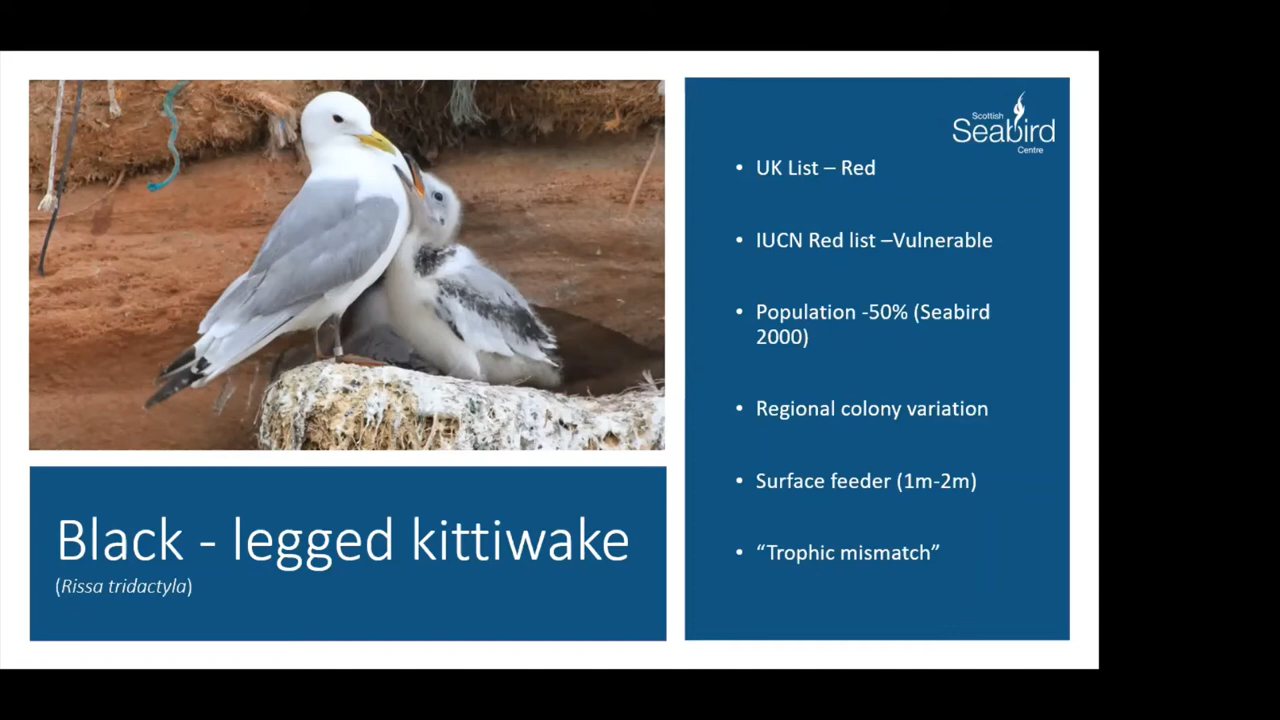 Scottish
Seabird
Centre
• UK List – Red
• IUCN Red list –Vulnerable
• Population -50% (Seabird
2000)
• Regional colony variation
• Surface feeder (1m-2m)
• “Trophic mismatch”
Black - legged kittiwake
(Rissa tridactyla)